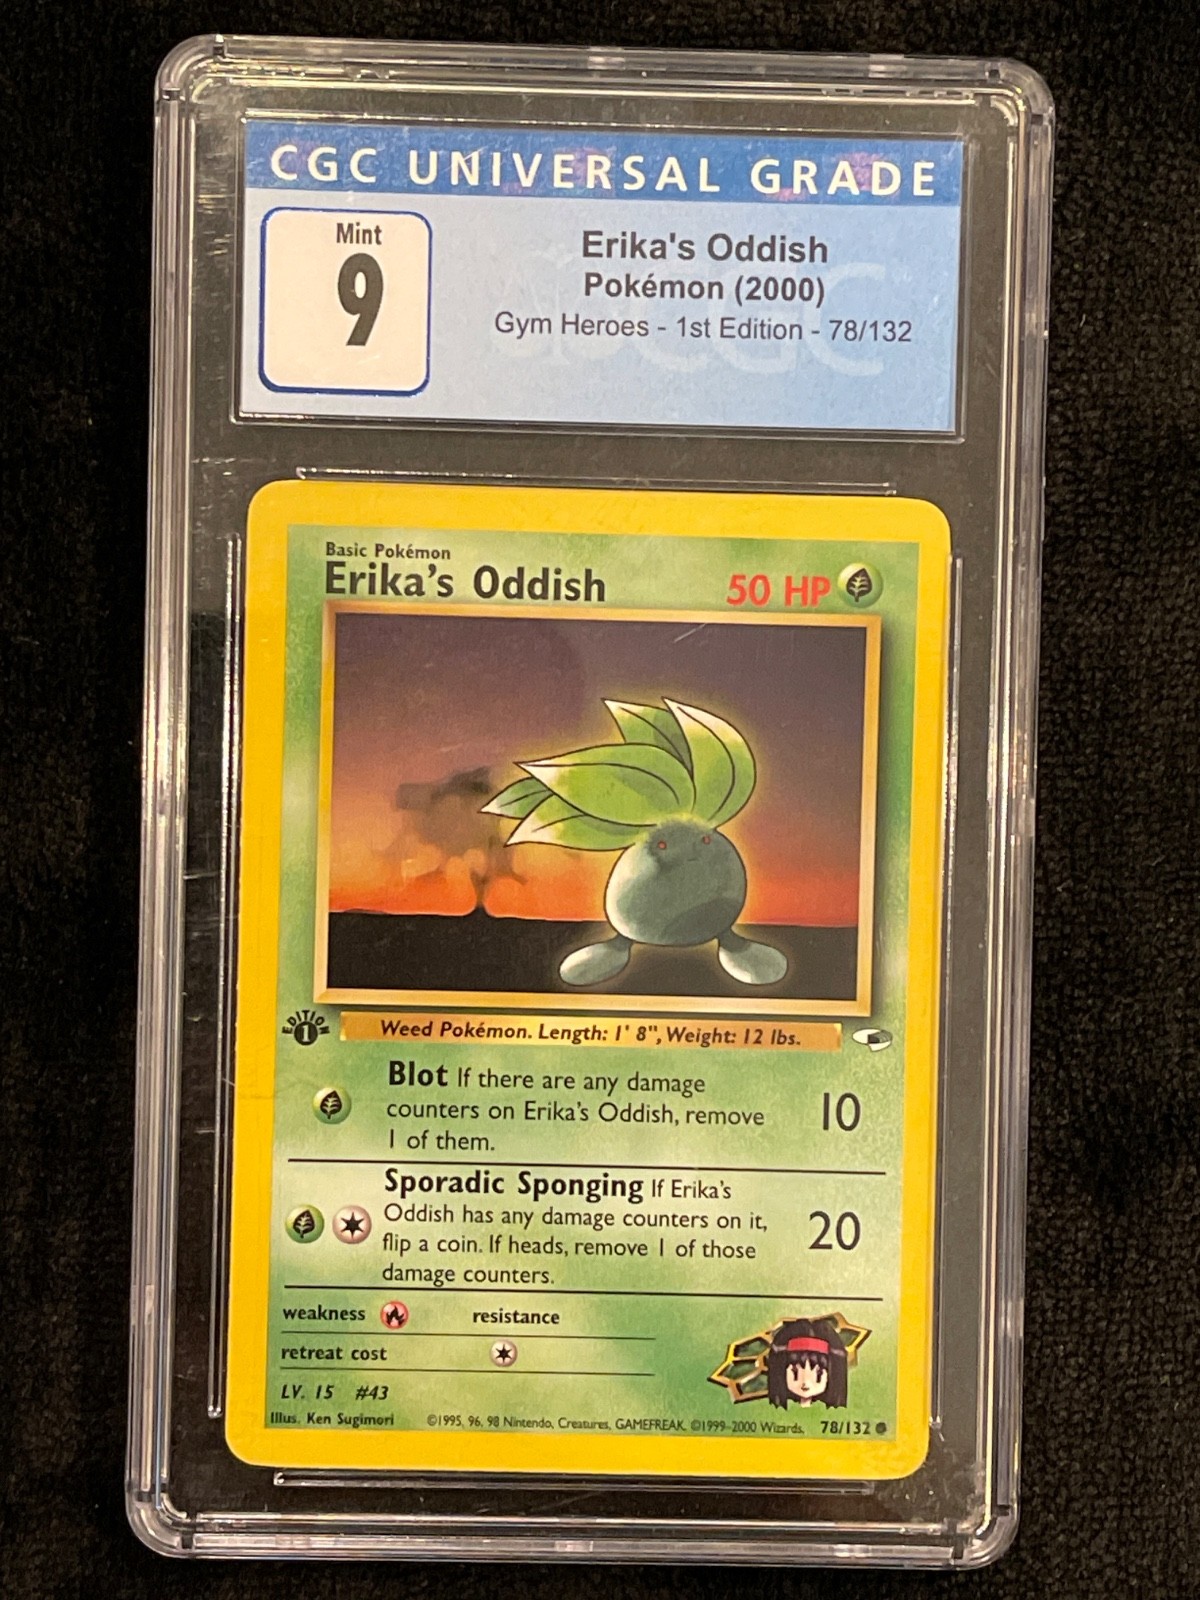 CGC UNIVERSAL GRADE
Mint
9
Erika's Oddish
Pokémon (2000)
Gym Heroes - 1st Edition - 78/132
CGC
Basic Pokémon
Erika's Oddish 50 HP
EDITION
1
Weed Pokémon. Length: 1' 8", Weight: 12 lbs.
Blot If there are any damage
counters on Erika's Oddish, remove
1 of them.
10
Sporadic Sponging If Erika's
Oddish has any damage counters on it,
flip a coin. If heads, remove 1 of those
damage counters.
20
weakness resistance
retreat cost
LV. 15 #43
Illus. Ken Sugimori ©1995, 96, 98 Nintendo, Creatures, GAMEFREAK. ©1999-2000 Wizards. 78/132